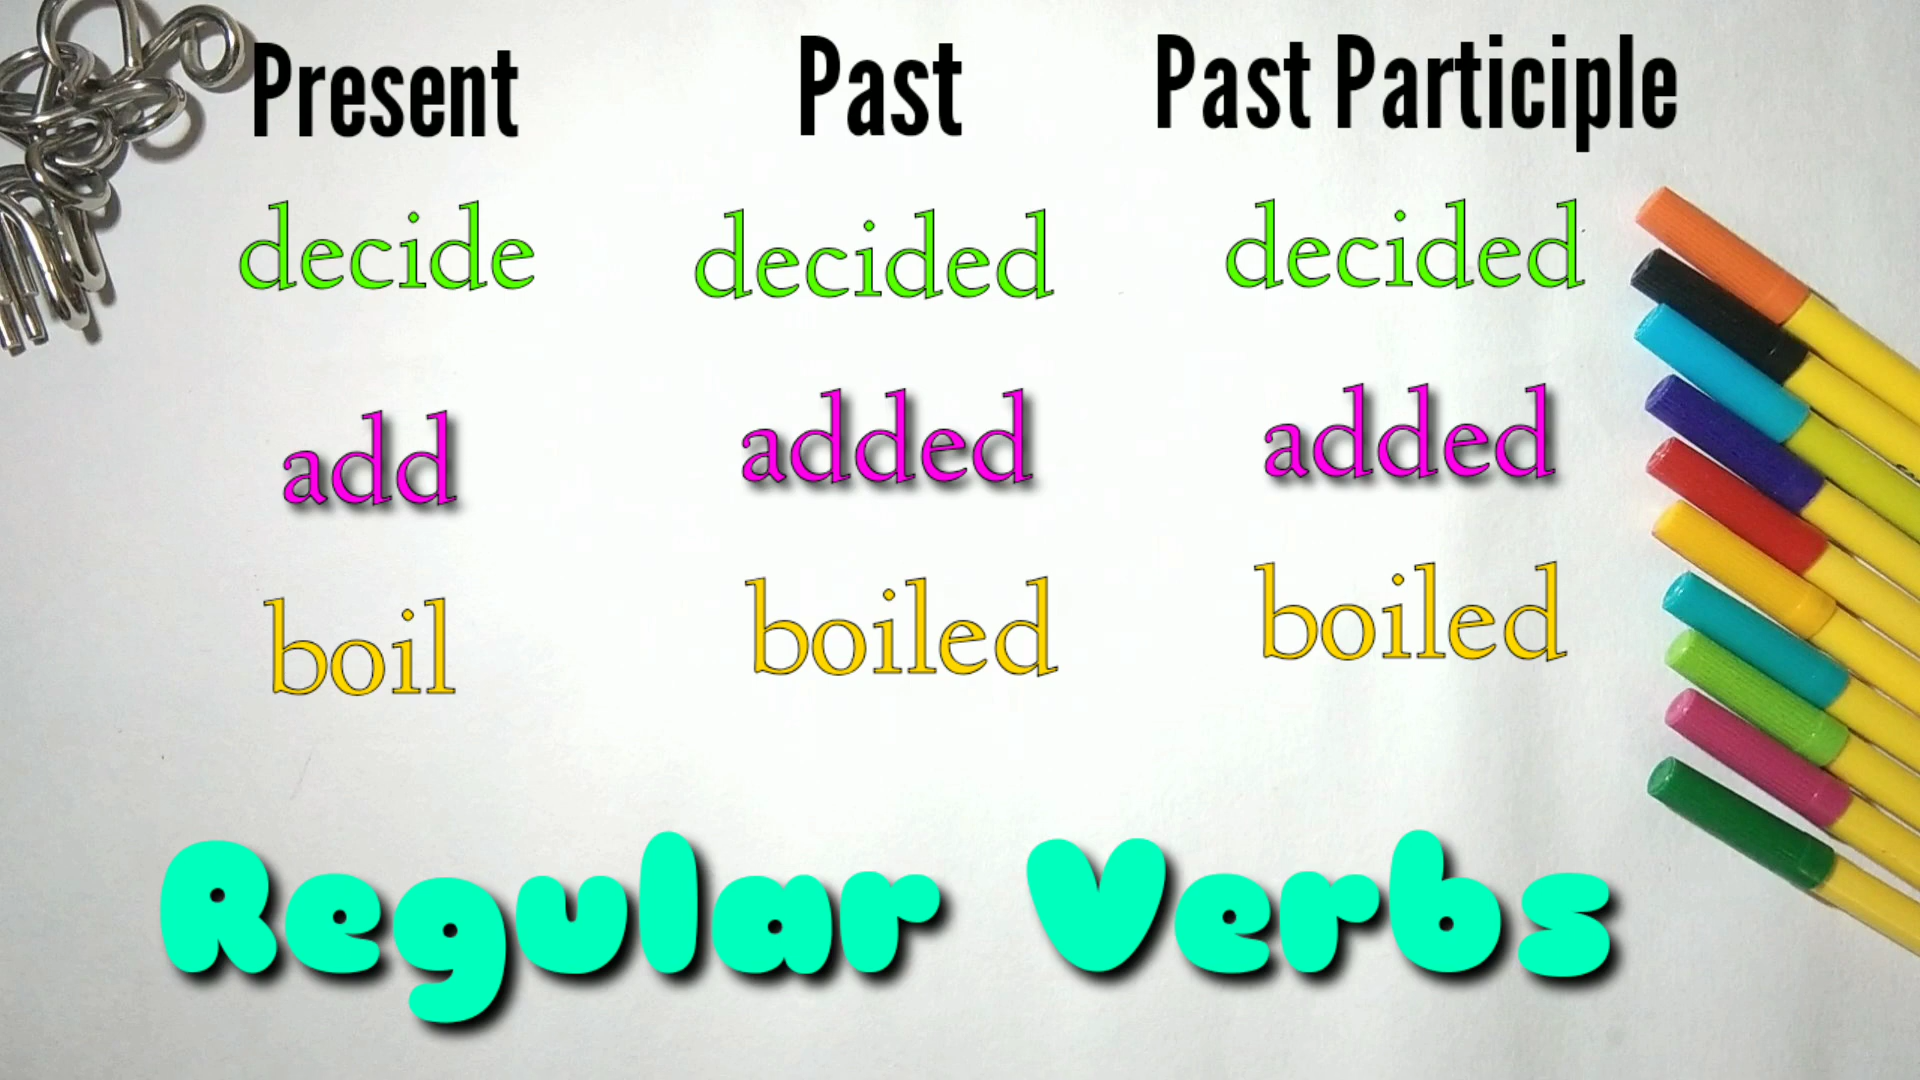 Present Past Past Participle
decide decided decided
add added added
boil boiled boiled
Regular Verbs